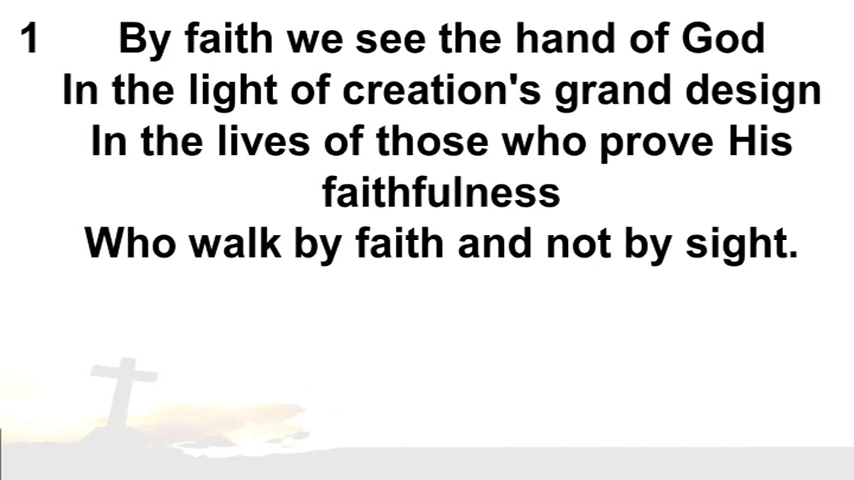 1 By faith we see the hand of God
In the light of creation's grand design
In the lives of those who prove His
faithfulness
Who walk by faith and not by sight.